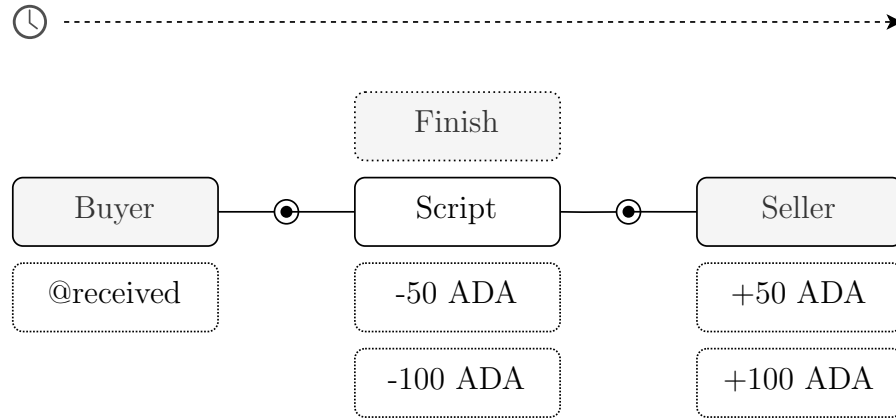 Finish
Buyer
Script
Seller
@received
-50 ADA
+50 ADA
-100 ADA
+100 ADA